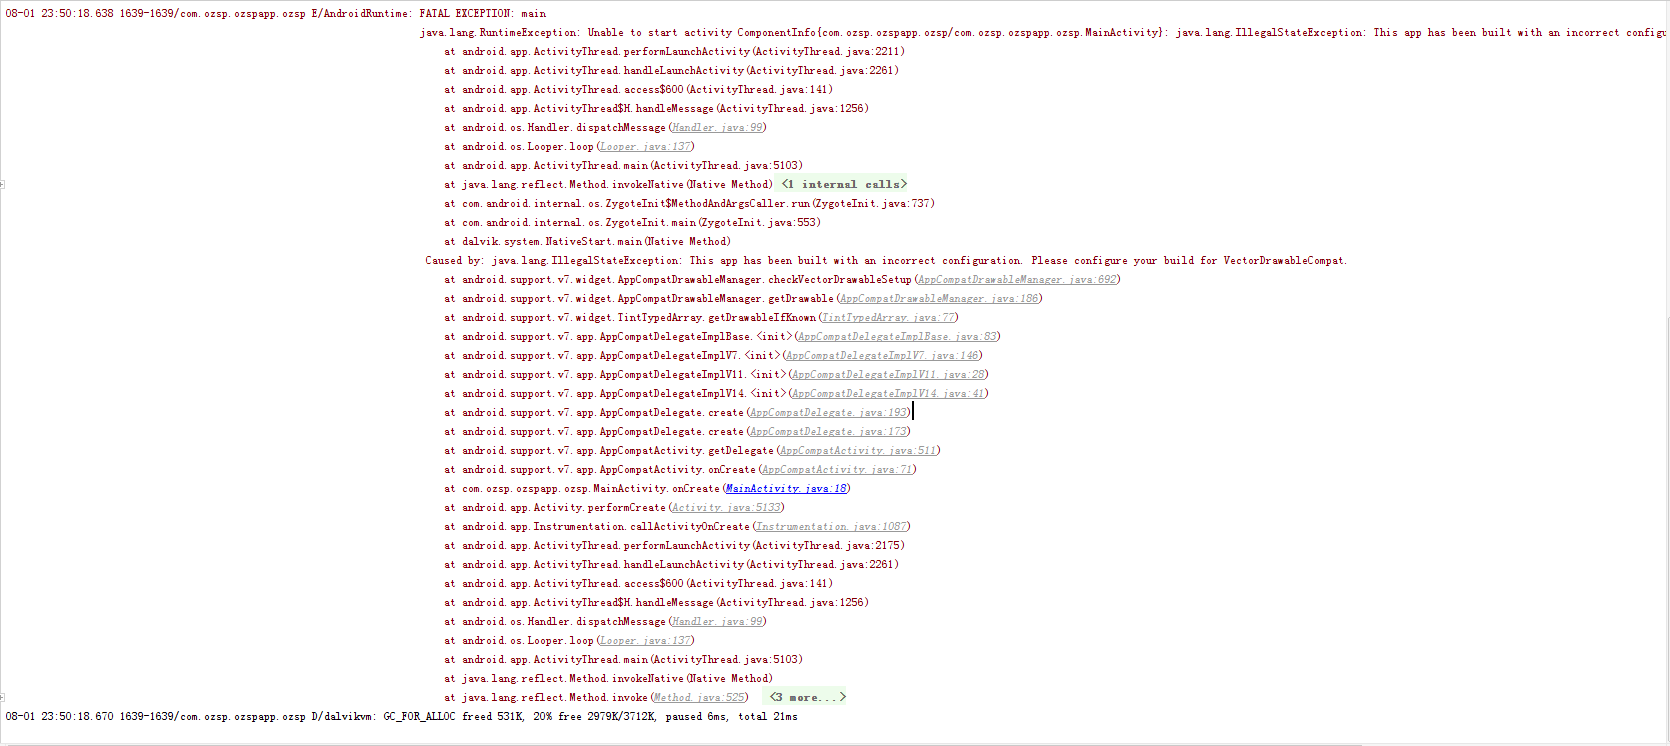 08-01 23:50:18.638 1639-1639/com.ozsp.ozspapp.ozsp E/AndroidRuntime: FATAL EXCEPTION: main
java.lang.RuntimeException: Unable to start activity ComponentInfo{com.ozsp.ozspapp.ozsp/com.ozsp.ozspapp.ozsp.MainActivity}: java.lang.IllegalStateException: This app has been built with an incorrect configu
at android.app.ActivityThread.performLaunchActivity(ActivityThread.java:2211)
at android.app.ActivityThread.handleLaunchActivity(ActivityThread.java:2261)
at android.app.ActivityThread.access$600(ActivityThread.java:141)
at android.app.ActivityThread$H.handleMessage(ActivityThread.java:1256)
at android.os.Handler.dispatchMessage(Handler.java:99)
at android.os.Looper.loop(Looper.java:137)
at android.app.ActivityThread.main(ActivityThread.java:5103)
at java.lang.reflect.Method.invokeNative(Native Method) <1 internal calls>
at com.android.internal.os.ZygoteInit$MethodAndArgsCaller.run(ZygoteInit.java:737)
at com.android.internal.os.ZygoteInit.main(ZygoteInit.java:553)
at dalvik.system.NativeStart.main(Native Method)
Caused by: java.lang.IllegalStateException: This app has been built with an incorrect configuration. Please configure your build for VectorDrawableCompat.
at android.support.v7.widget.AppCompatDrawableManager.checkVectorDrawableSetup(AppCompatDrawableManager.java:692)
at android.support.v7.widget.AppCompatDrawableManager.getDrawable(AppCompatDrawableManager.java:186)
at android.support.v7.widget.TintTypedArray.getDrawableIfKnown(TintTypedArray.java:77)
at android.support.v7.app.AppCompatDelegateImplBase.<init>(AppCompatDelegateImplBase.java:83)
at android.support.v7.app.AppCompatDelegateImplV7.<init>(AppCompatDelegateImplV7.java:146)
at android.support.v7.app.AppCompatDelegateImplV11.<init>(AppCompatDelegateImplV11.java:28)
at android.support.v7.app.AppCompatDelegateImplV14.<init>(AppCompatDelegateImplV14.java:41)
at android.support.v7.app.AppCompatDelegate.create(AppCompatDelegate.java:193)
at android.support.v7.app.AppCompatDelegate.create(AppCompatDelegate.java:173)
at android.support.v7.app.AppCompatActivity.getDelegate(AppCompatActivity.java:511)
at android.support.v7.app.AppCompatActivity.onCreate(AppCompatActivity.java:71)
at com.ozsp.ozspapp.ozsp.MainActivity.onCreate(MainActivity.java:18)
at android.app.Activity.performCreate(Activity.java:5133)
at android.app.Instrumentation.callActivityOnCreate(Instrumentation.java:1087)
at android.app.ActivityThread.performLaunchActivity(ActivityThread.java:2175)
at android.app.ActivityThread.handleLaunchActivity(ActivityThread.java:2261)
at android.app.ActivityThread.access$600(ActivityThread.java:141)
at android.app.ActivityThread$H.handleMessage(ActivityThread.java:1256)
at android.os.Handler.dispatchMessage(Handler.java:99)
at android.os.Looper.loop(Looper.java:137)
at android.app.ActivityThread.main(ActivityThread.java:5103)
at java.lang.reflect.Method.invokeNative(Native Method)
at java.lang.reflect.Method.invoke(Method.java:525) <3 more...>
08-01 23:50:18.670 1639-1639/com.ozsp.ozspapp.ozsp D/dalvikvm: GC_FOR_ALLOC freed 531K, 20% free 2979K/3712K, paused 6ms, total 21ms